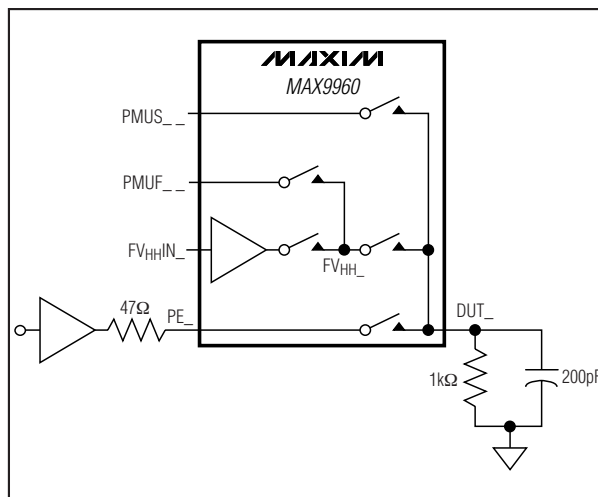 MAXIM
MAX9960
PMUS_ _
PMUF_ _
FVHHIN_
FVHH_
47Ω
PE_
DUT_
1kΩ
200pF